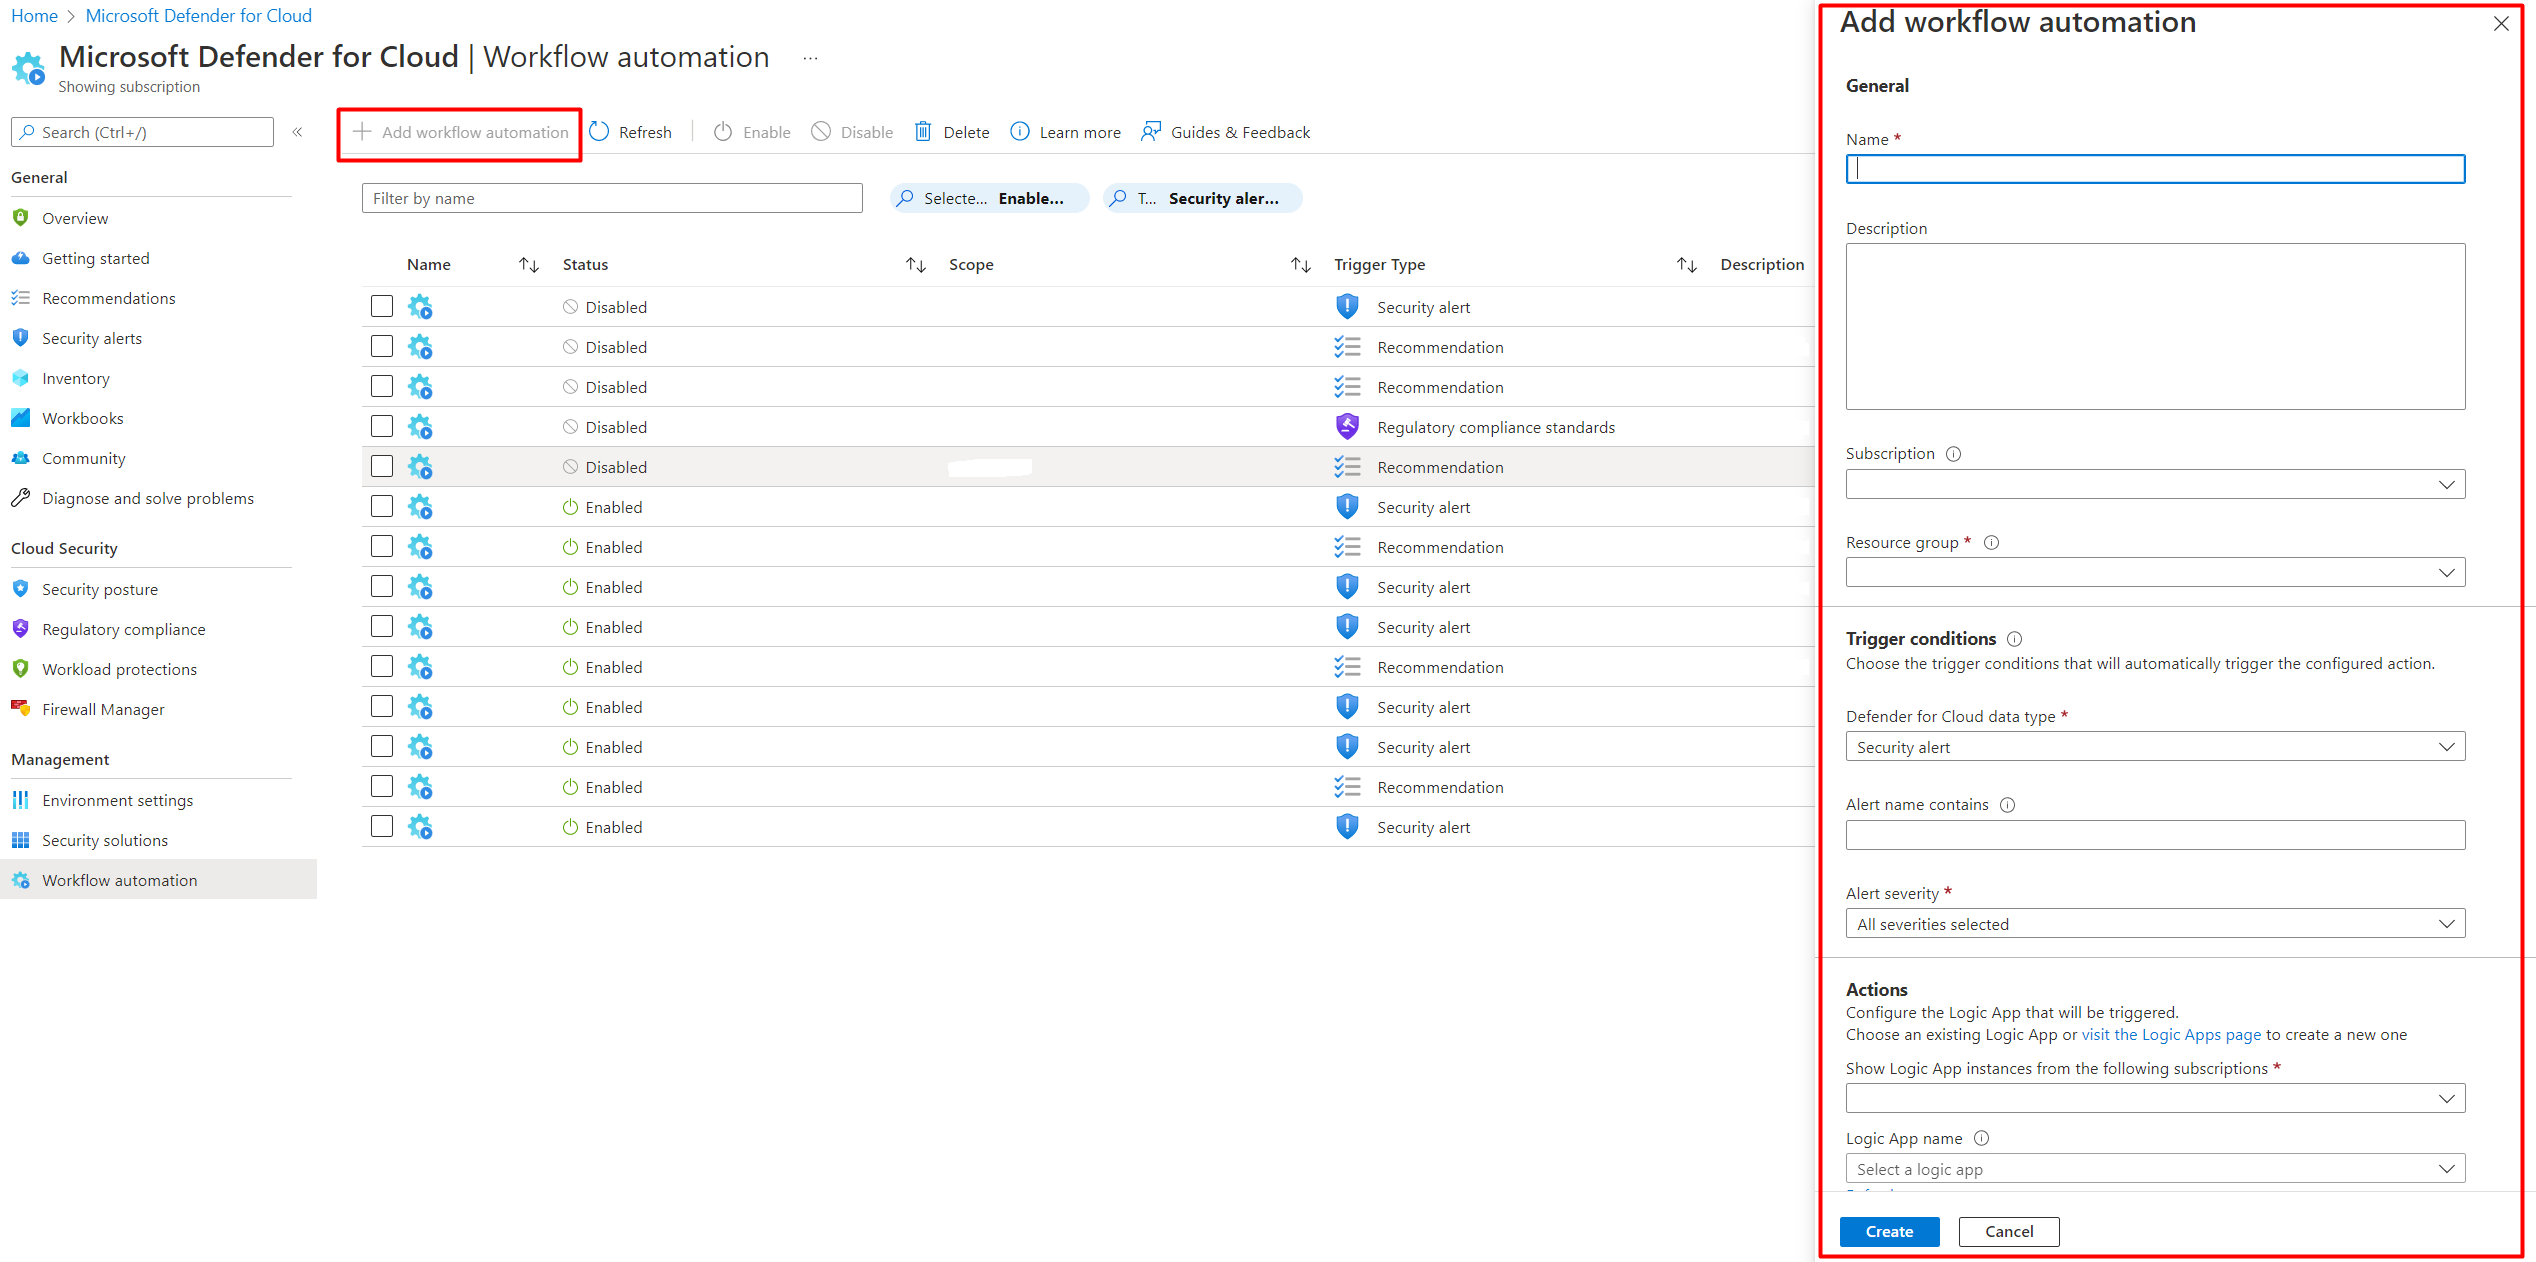 Home > Microsoft Defender for Cloud
Microsoft Defender for Cloud | Workflow automation ...
Showing subscription
Search (Ctrl+/)
«
General
Overview
Getting started
Recommendations
Security alerts
Inventory
Workbooks
Community
Diagnose and solve problems
Cloud Security
Security posture
Regulatory compliance
Workload protections
Firewall Manager
Management
Environment settings
Security solutions
Workflow automation
Add workflow automation Refresh Enable Disable Delete Learn more Guides & Feedback
Filter by name Selecte... Enable... T... Security aler...
Name Status Scope Trigger Type Description
Disabled Security alert
Disabled Recommendation
Disabled Recommendation
Disabled Regulatory compliance standards
Disabled Recommendation
Enabled Security alert
Enabled Recommendation
Enabled Security alert
Enabled Security alert
Enabled Recommendation
Enabled Security alert
Enabled Security alert
Enabled Recommendation
Enabled Security alert
Add workflow automation
General
Name *
Description
Subscription
Resource group *
Trigger conditions
Choose the trigger conditions that will automatically trigger the configured action.
Defender for Cloud data type *
Security alert
Alert name contains
Alert severity *
All severities selected
Actions
Configure the Logic App that will be triggered.
Choose an existing Logic App or visit the Logic Apps page to create a new one
Show Logic App instances from the following subscriptions *
Logic App name
Select a logic app
Create Cancel